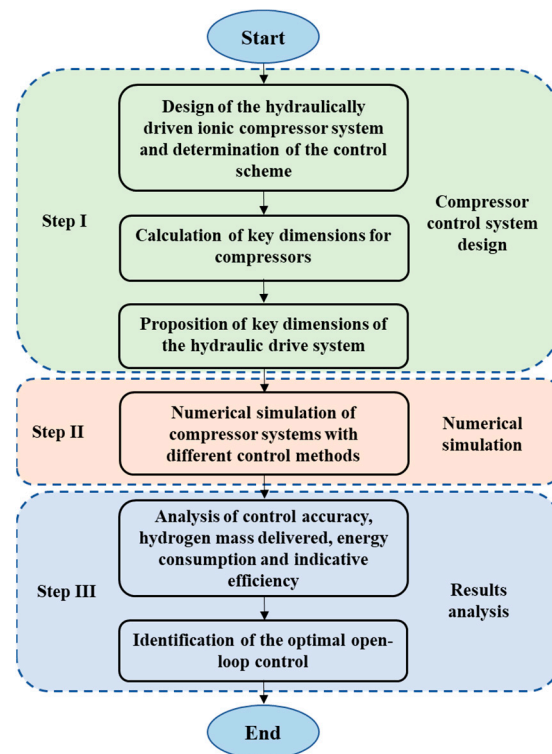 Start
Design of the hydraulically
driven ionic compressor system
and determination of the control
scheme
Step I
Compressor
control system
design
Calculation of key dimensions for
compressors
Proposition of key dimensions of
the hydraulic drive system
Step II
Numerical simulation of
compressor systems with
different control methods
Numerical
simulation
Analysis of control accuracy,
hydrogen mass delivered, energy
consumption and indicative
efficiency
Step III
Results
analysis
Identification of the optimal open-
loop control
End